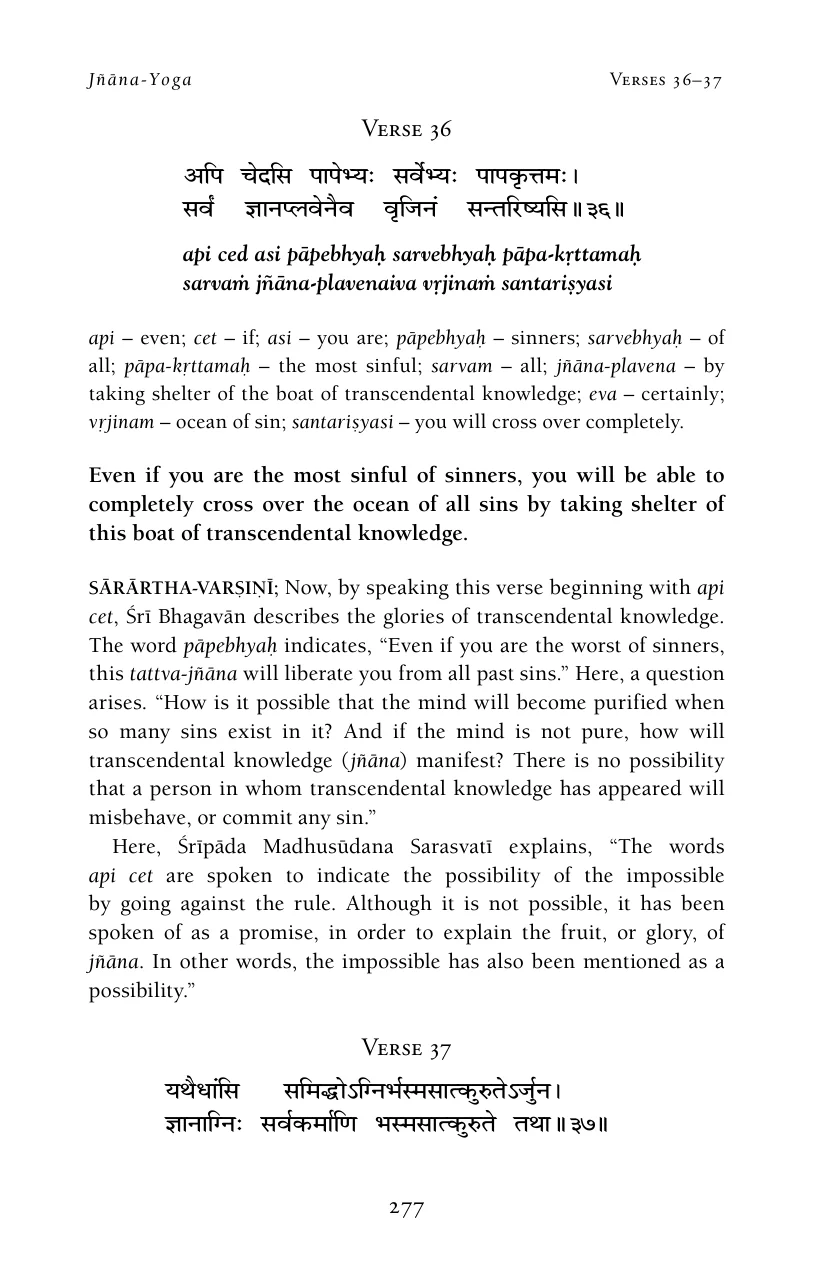 Jñāna-Yoga Verses 36–37
Verse 36
अपि चेदसि पापेभ्यः सर्वेभ्यः पापकृत्तमः।
सर्वं ज्ञानप्लवेनैव वृजिनं सन्तरिष्यसि॥३६॥
api ced asi pāpebhyaḥ sarvebhyaḥ pāpa-kṛttamaḥ
sarvaṁ jñāna-plavenaiva vṛjinaṁ santariṣyasi
api – even; cet – if; asi – you are; pāpebhyaḥ – sinners; sarvebhyaḥ – of
all; pāpa-kṛttamaḥ – the most sinful; sarvam – all; jñāna-plavena – by
taking shelter of the boat of transcendental knowledge; eva – certainly;
vṛjinam – ocean of sin; santariṣyasi – you will cross over completely.
Even if you are the most sinful of sinners, you will be able to
completely cross over the ocean of all sins by taking shelter of
this boat of transcendental knowledge.
SĀRĀRTHA-VARṢIṆĪ; Now, by speaking this verse beginning with api
cet, Śrī Bhagavān describes the glories of transcendental knowledge.
The word pāpebhyaḥ indicates, “Even if you are the worst of sinners,
this tattva-jñāna will liberate you from all past sins.” Here, a question
arises. “How is it possible that the mind will become purified when
so many sins exist in it? And if the mind is not pure, how will
transcendental knowledge (jñāna) manifest? There is no possibility
that a person in whom transcendental knowledge has appeared will
misbehave, or commit any sin.”
Here, Śrīpāda Madhusūdana Sarasvatī explains, “The words
api cet are spoken to indicate the possibility of the impossible
by going against the rule. Although it is not possible, it has been
spoken of as a promise, in order to explain the fruit, or glory, of
jñāna. In other words, the impossible has also been mentioned as a
possibility.”
Verse 37
यथैधांसि समिद्धोऽग्निर्भस्मसात्कुरुतेऽर्जुन।
ज्ञानाग्निः सर्वकर्माणि भस्मसात्कुरुते तथा॥३७॥
277